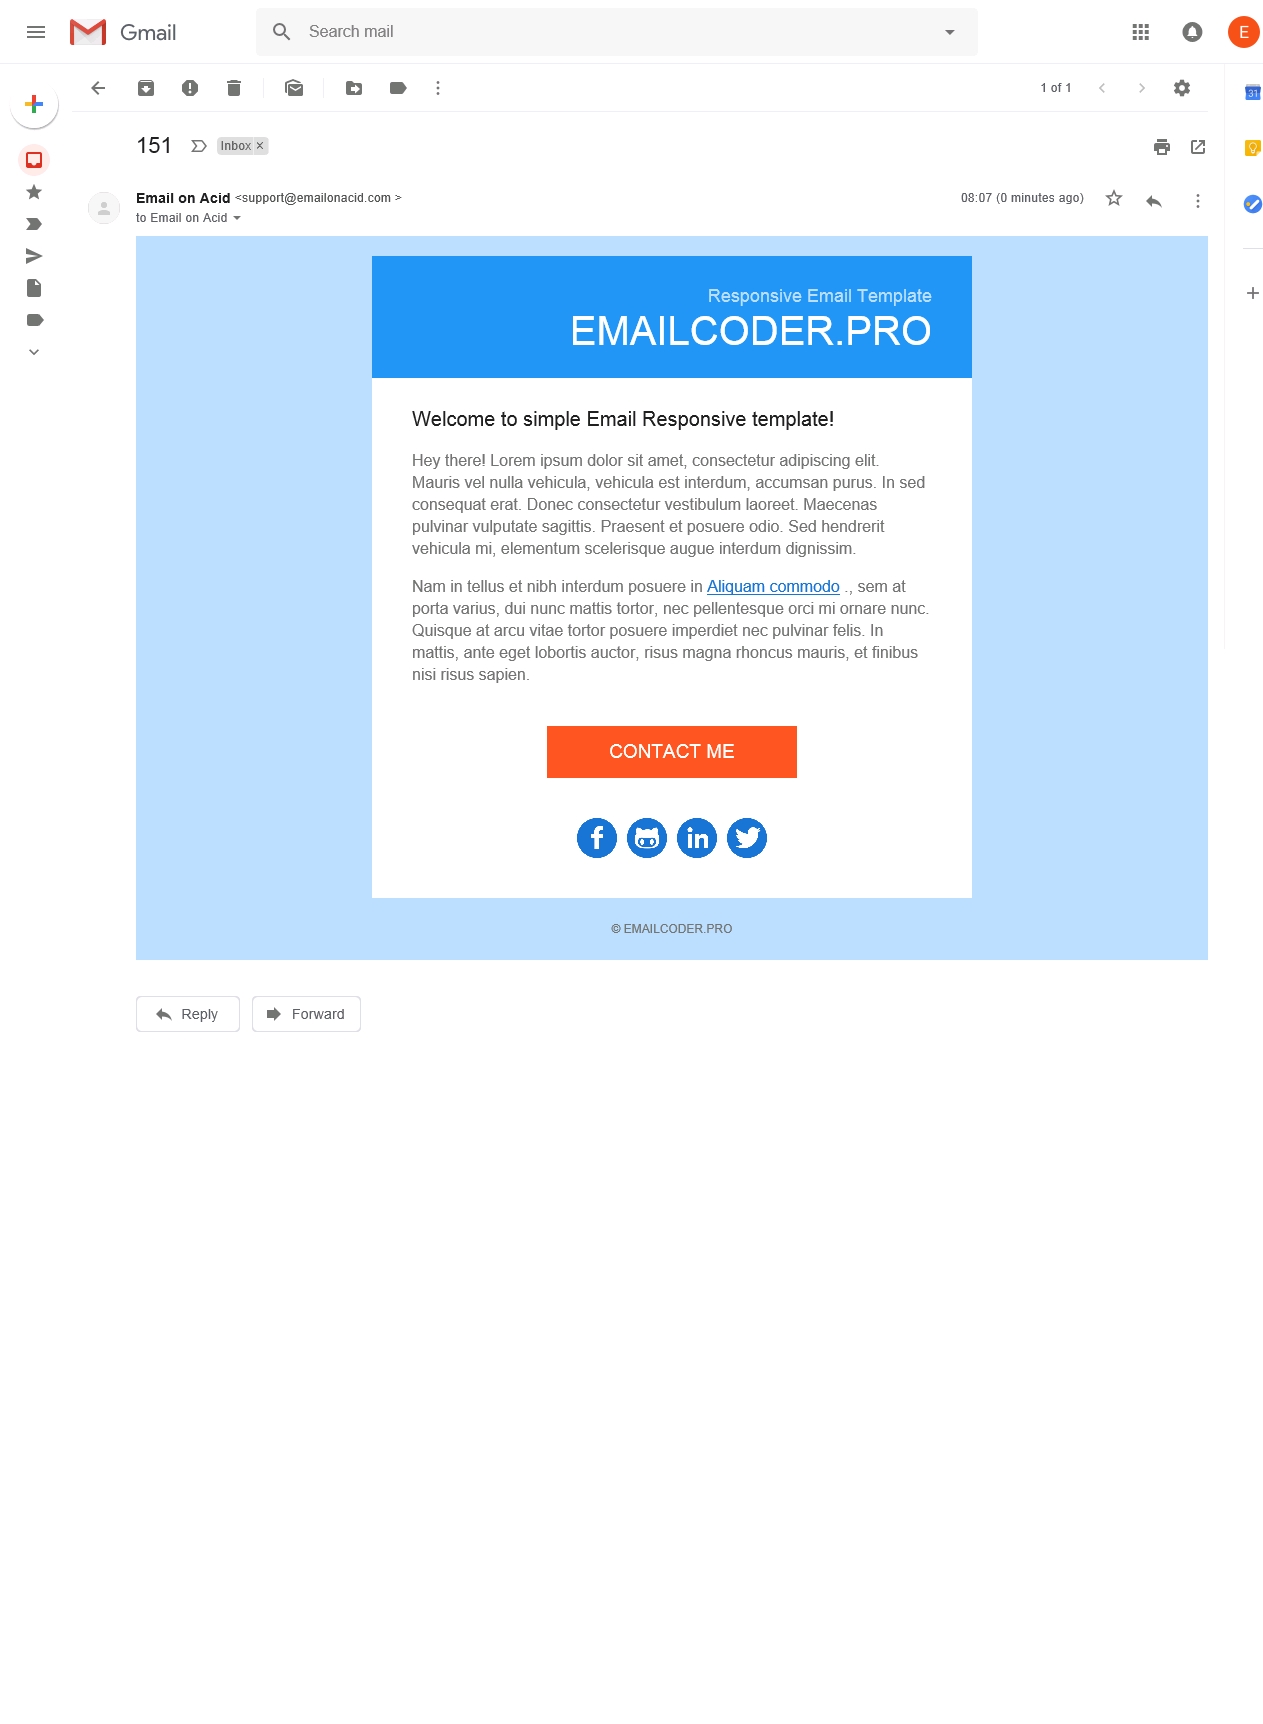 Gmail
Search mail
E
1 of 1
31
151
Inbox ×
Email on Acid <support@emailonacid.com >
08:07 (0 minutes ago)
to Email on Acid
Responsive Email Template
EMAILCODER.PRO
Welcome to simple Email Responsive template!
Hey there! Lorem ipsum dolor sit amet, consectetur adipiscing elit.
Mauris vel nulla vehicula, vehicula est interdum, accumsan purus. In sed
consequat erat. Donec consectetur vestibulum laoreet. Maecenas
pulvinar vulputate sagittis. Praesent et posuere odio. Sed hendrerit
vehicula mi, elementum scelerisque augue interdum dignissim.
Nam in tellus et nibh interdum posuere in Aliquam commodo ., sem at
porta varius, dui nunc mattis tortor, nec pellentesque orci mi ornare nunc.
Quisque at arcu vitae tortor posuere imperdiet nec pulvinar felis. In
mattis, ante eget lobortis auctor, risus magna rhoncus mauris, et finibus
nisi risus sapien.
CONTACT ME
f
in
© EMAILCODER.PRO
Reply
Forward